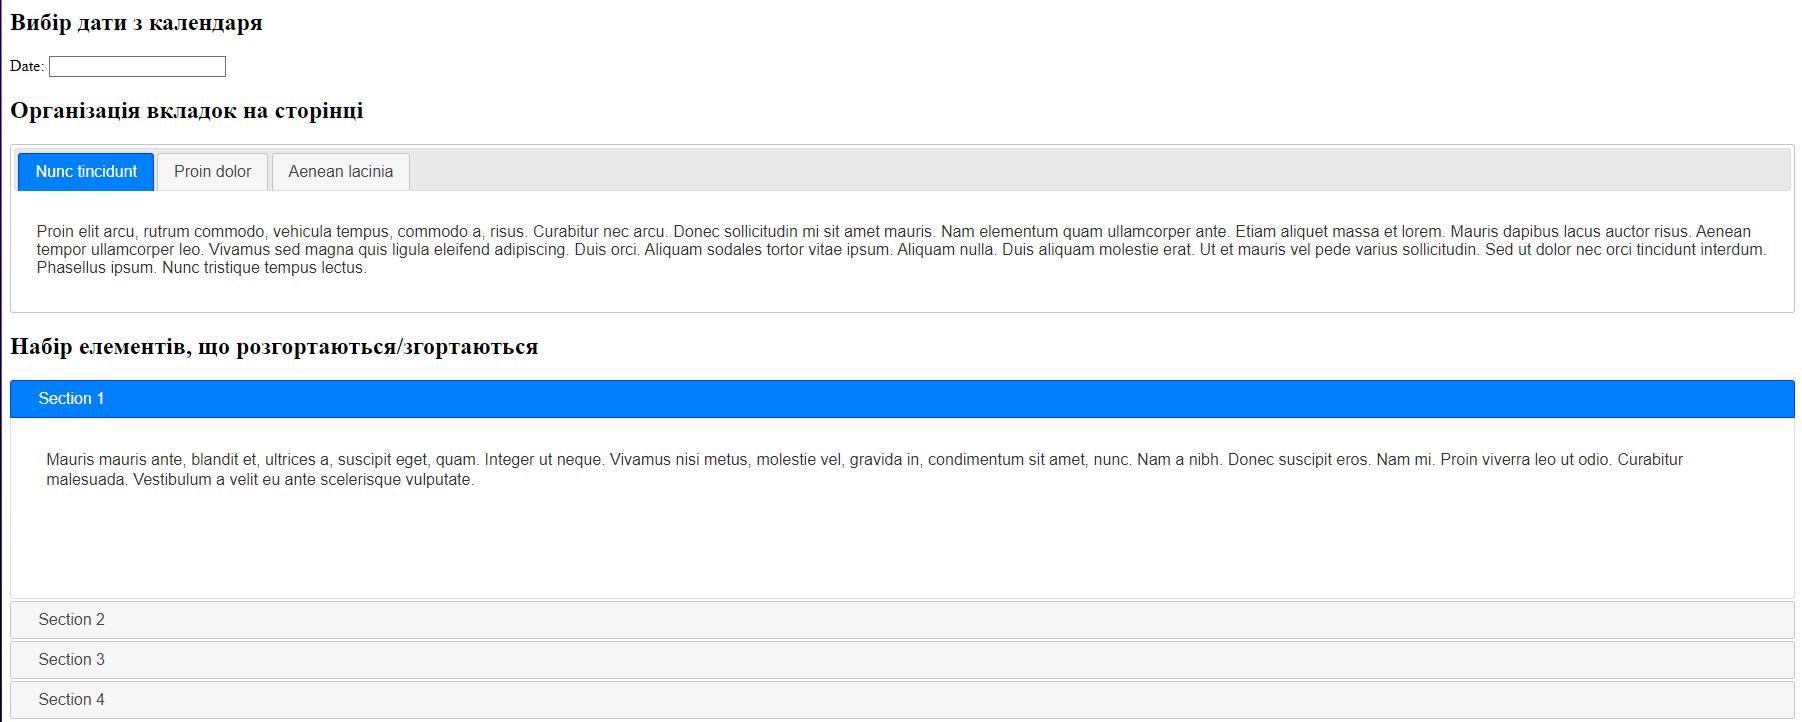 Вибір дати з календаря
Date:
Організація вкладок на сторінці
Nunc tincidunt Proin dolor Aenean lacinia
Proin elit arcu, rutrum commodo, vehicula tempus, commodo a, risus. Curabitur nec arcu. Donec sollicitudin mi sit amet mauris. Nam elementum quam ullamcorper ante. Etiam aliquet massa et lorem. Mauris dapibus lacus auctor risus. Aenean
tempor ullamcorper leo. Vivamus sed magna quis ligula eleifend adipiscing. Duis orci. Aliquam sodales tortor vitae ipsum. Aliquam nulla. Duis aliquam molestie erat. Ut et mauris vel pede varius sollicitudin. Sed ut dolor nec orci tincidunt interdum.
Phasellus ipsum. Nunc tristique tempus lectus.
Набір елементів, що розгортаються/згортаються
Section 1
Mauris mauris ante, blandit et, ultrices a, suscipit eget, quam. Integer ut neque. Vivamus nisi metus, molestie vel, gravida in, condimentum sit amet, nunc. Nam a nibh. Donec suscipit eros. Nam mi. Proin viverra leo ut odio. Curabitur
malesuada. Vestibulum a velit eu ante scelerisque vulputate.
Section 2
Section 3
Section 4